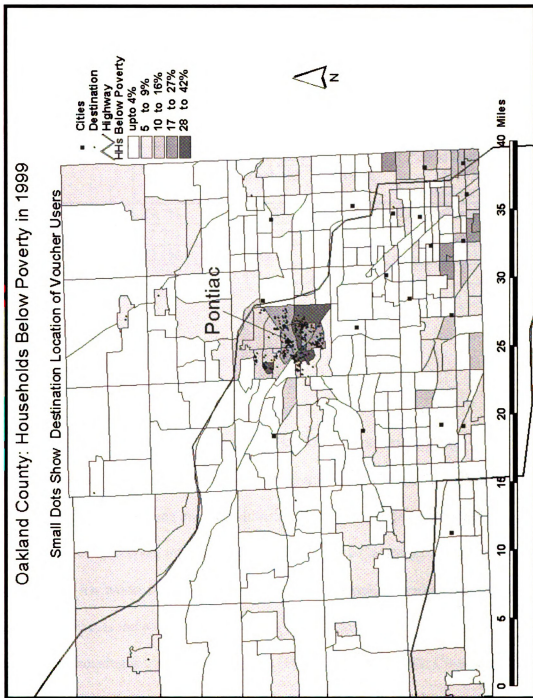 Oakland County: Households Below Poverty in 1999
Small Dots Show Destination Location of Voucher Users
Cities
Destination
Highway
HHs Below Poverty
upto 4%
5 to 9%
10 to 16%
17 to 27%
28 to 42%
N
Pontiac
0 5 10 15 20 25 30 35 40 Miles